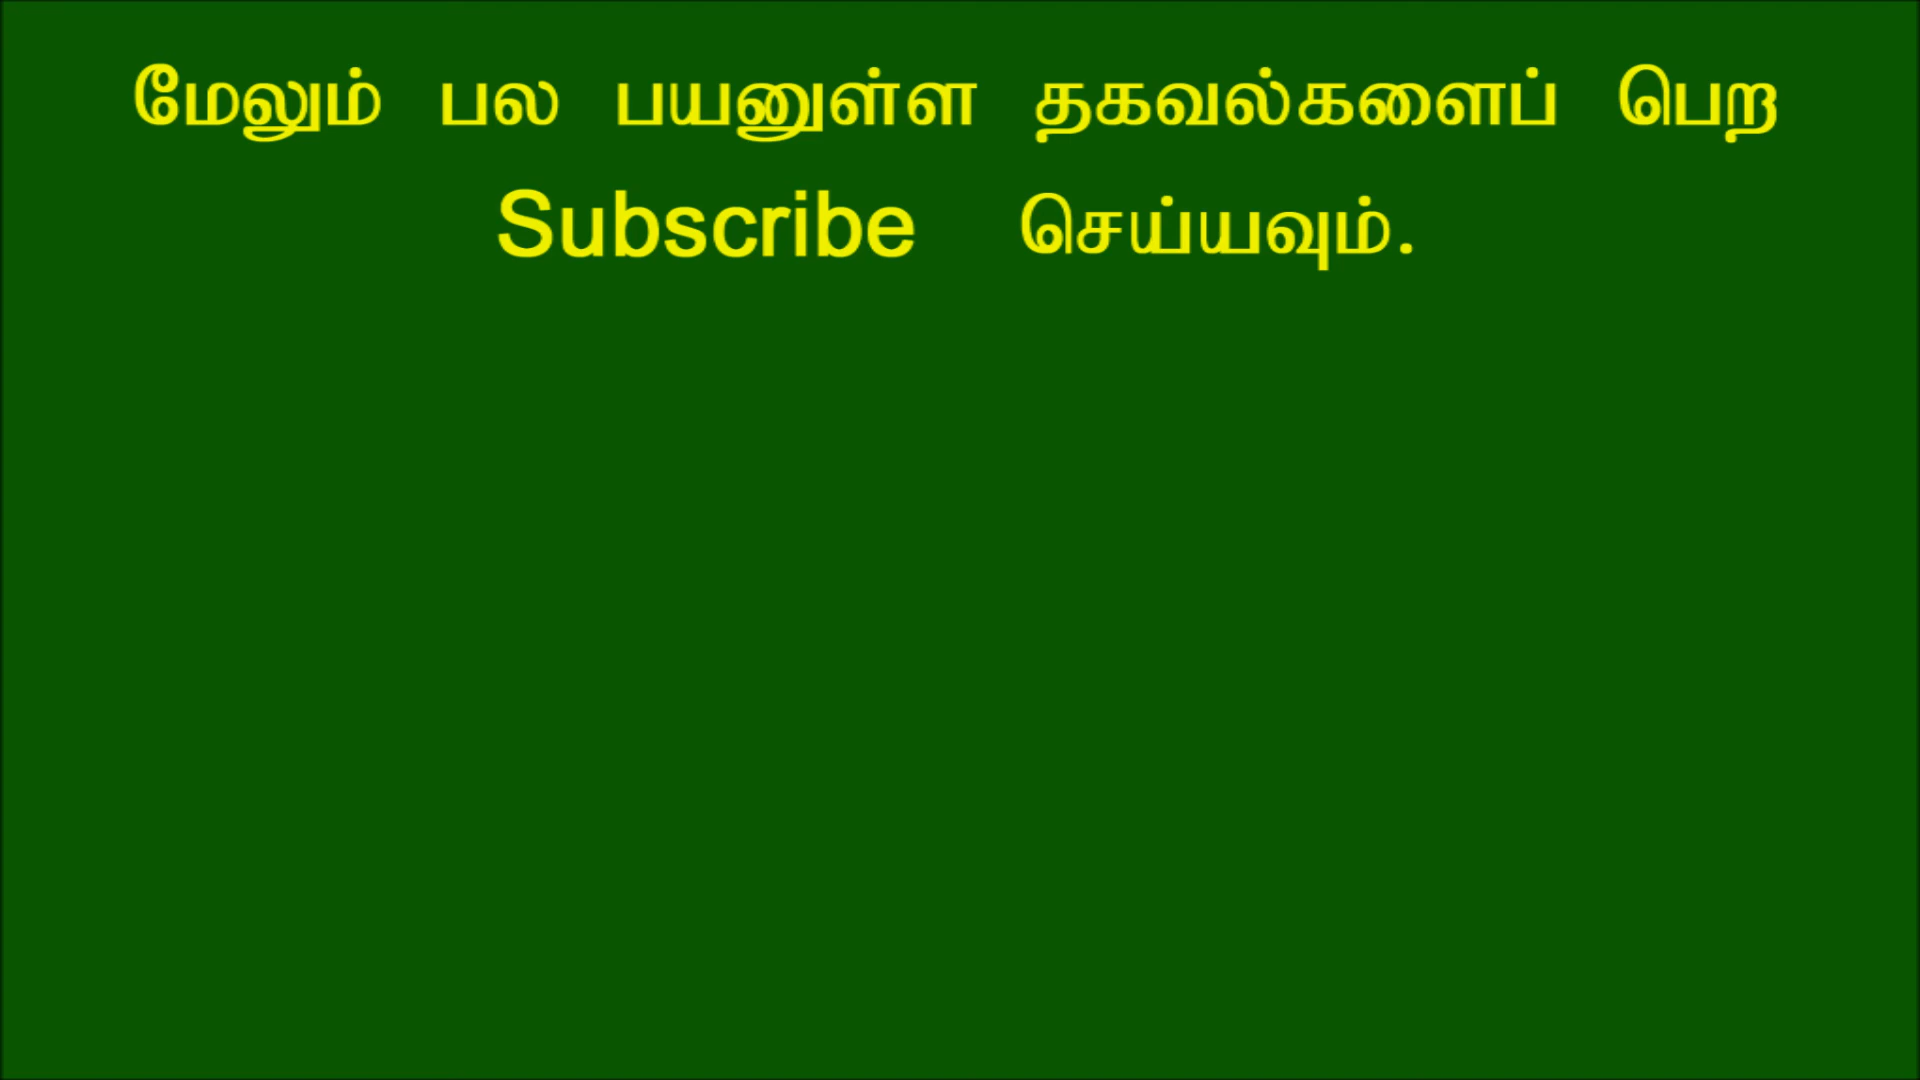 மேலும் பல பயனுள்ள தகவல்களைப் பெற
Subscribe செய்யவும்.